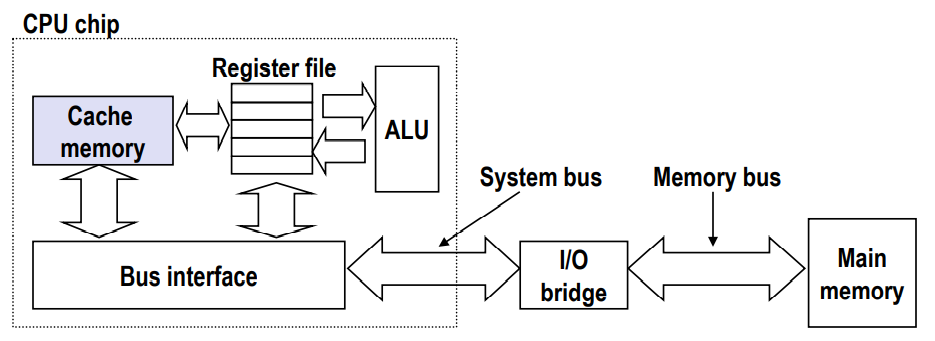 CPU chip
Register file
Cache
memory
ALU
System bus
Memory bus
Bus interface
I/O
bridge
Main
memory